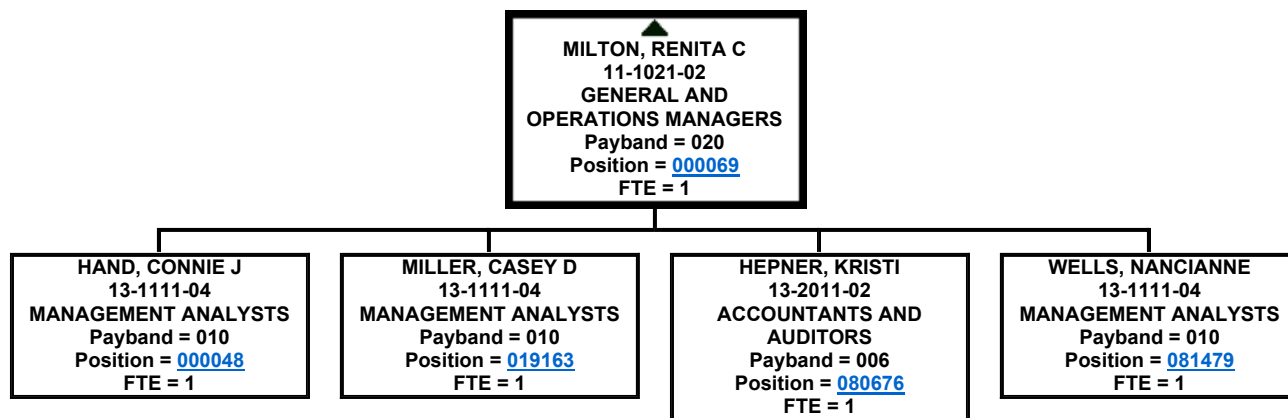 MILTON, RENITA C
11-1021-02
GENERAL AND
OPERATIONS MANAGERS
Payband = 020
Position = 000069
FTE = 1
HAND, CONNIE J
13-1111-04
MANAGEMENT ANALYSTS
Payband = 010
Position = 000048
FTE = 1
MILLER, CASEY D
13-1111-04
MANAGEMENT ANALYSTS
Payband = 010
Position = 019163
FTE = 1
HEPNER, KRISTI
13-2011-02
ACCOUNTANTS AND
AUDITORS
Payband = 006
Position = 080676
FTE = 1
WELLS, NANCIANNE
13-1111-04
MANAGEMENT ANALYSTS
Payband = 010
Position = 081479
FTE = 1